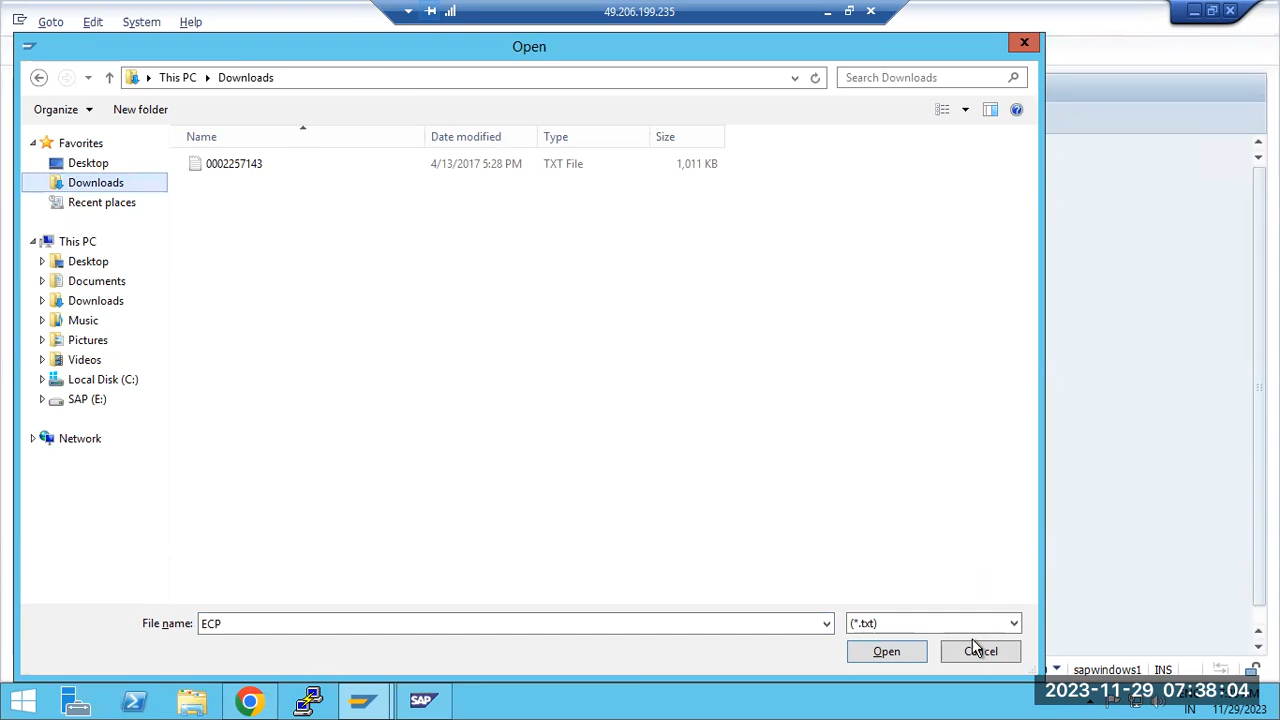 Goto Edit System Help
49.206.199.235
Open
This PC Downloads
Search Downloads
Organize New folder
Favorites
Desktop
Downloads
Recent places
This PC
Desktop
Documents
Downloads
Music
Pictures
Videos
Local Disk (C:)
SAP (E:)
Network
Name Date modified Type Size
0002257143 4/13/2017 5:28 PM TXT File 1,011 KB
File name: ECP (*.txt)
Open Cancel
sapwindows1 INS
SAP
2023-11-29 07:38:04
IN 11/29/2023